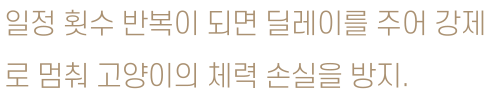 일정 횟수 반복이 되면 딜레이를 주어 강제
로 멈춰 고양이의 체력 손실을 방지.